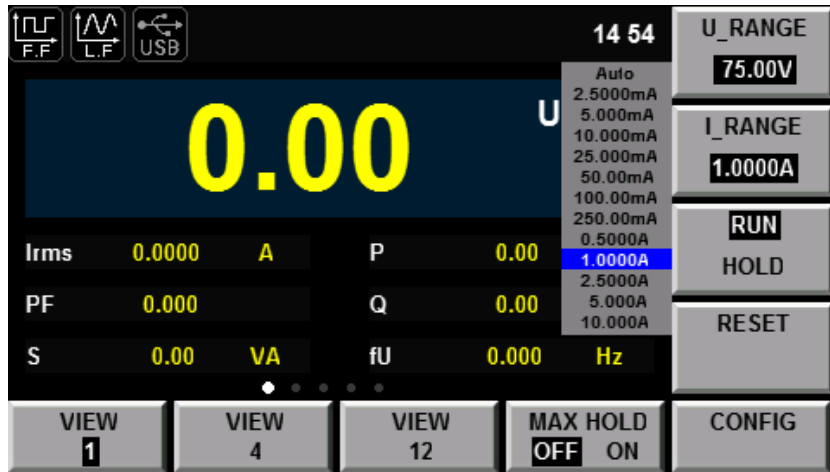 F.F L.F USB 14 54
U_RANGE
75.00V
Auto
2.5000mA
5.000mA
10.000mA
25.000mA
50.00mA
100.00mA
250.00mA
0.5000A
1.0000A
2.5000A
5.000A
10.000A
0.00 U
I_RANGE
1.0000A
RUN
HOLD
RESET
Irms 0.0000 A P 0.00
PF 0.000 Q 0.00
S 0.00 VA fU 0.000 Hz
VIEW
1
VIEW
4
VIEW
12
MAX HOLD
OFF ON
CONFIG